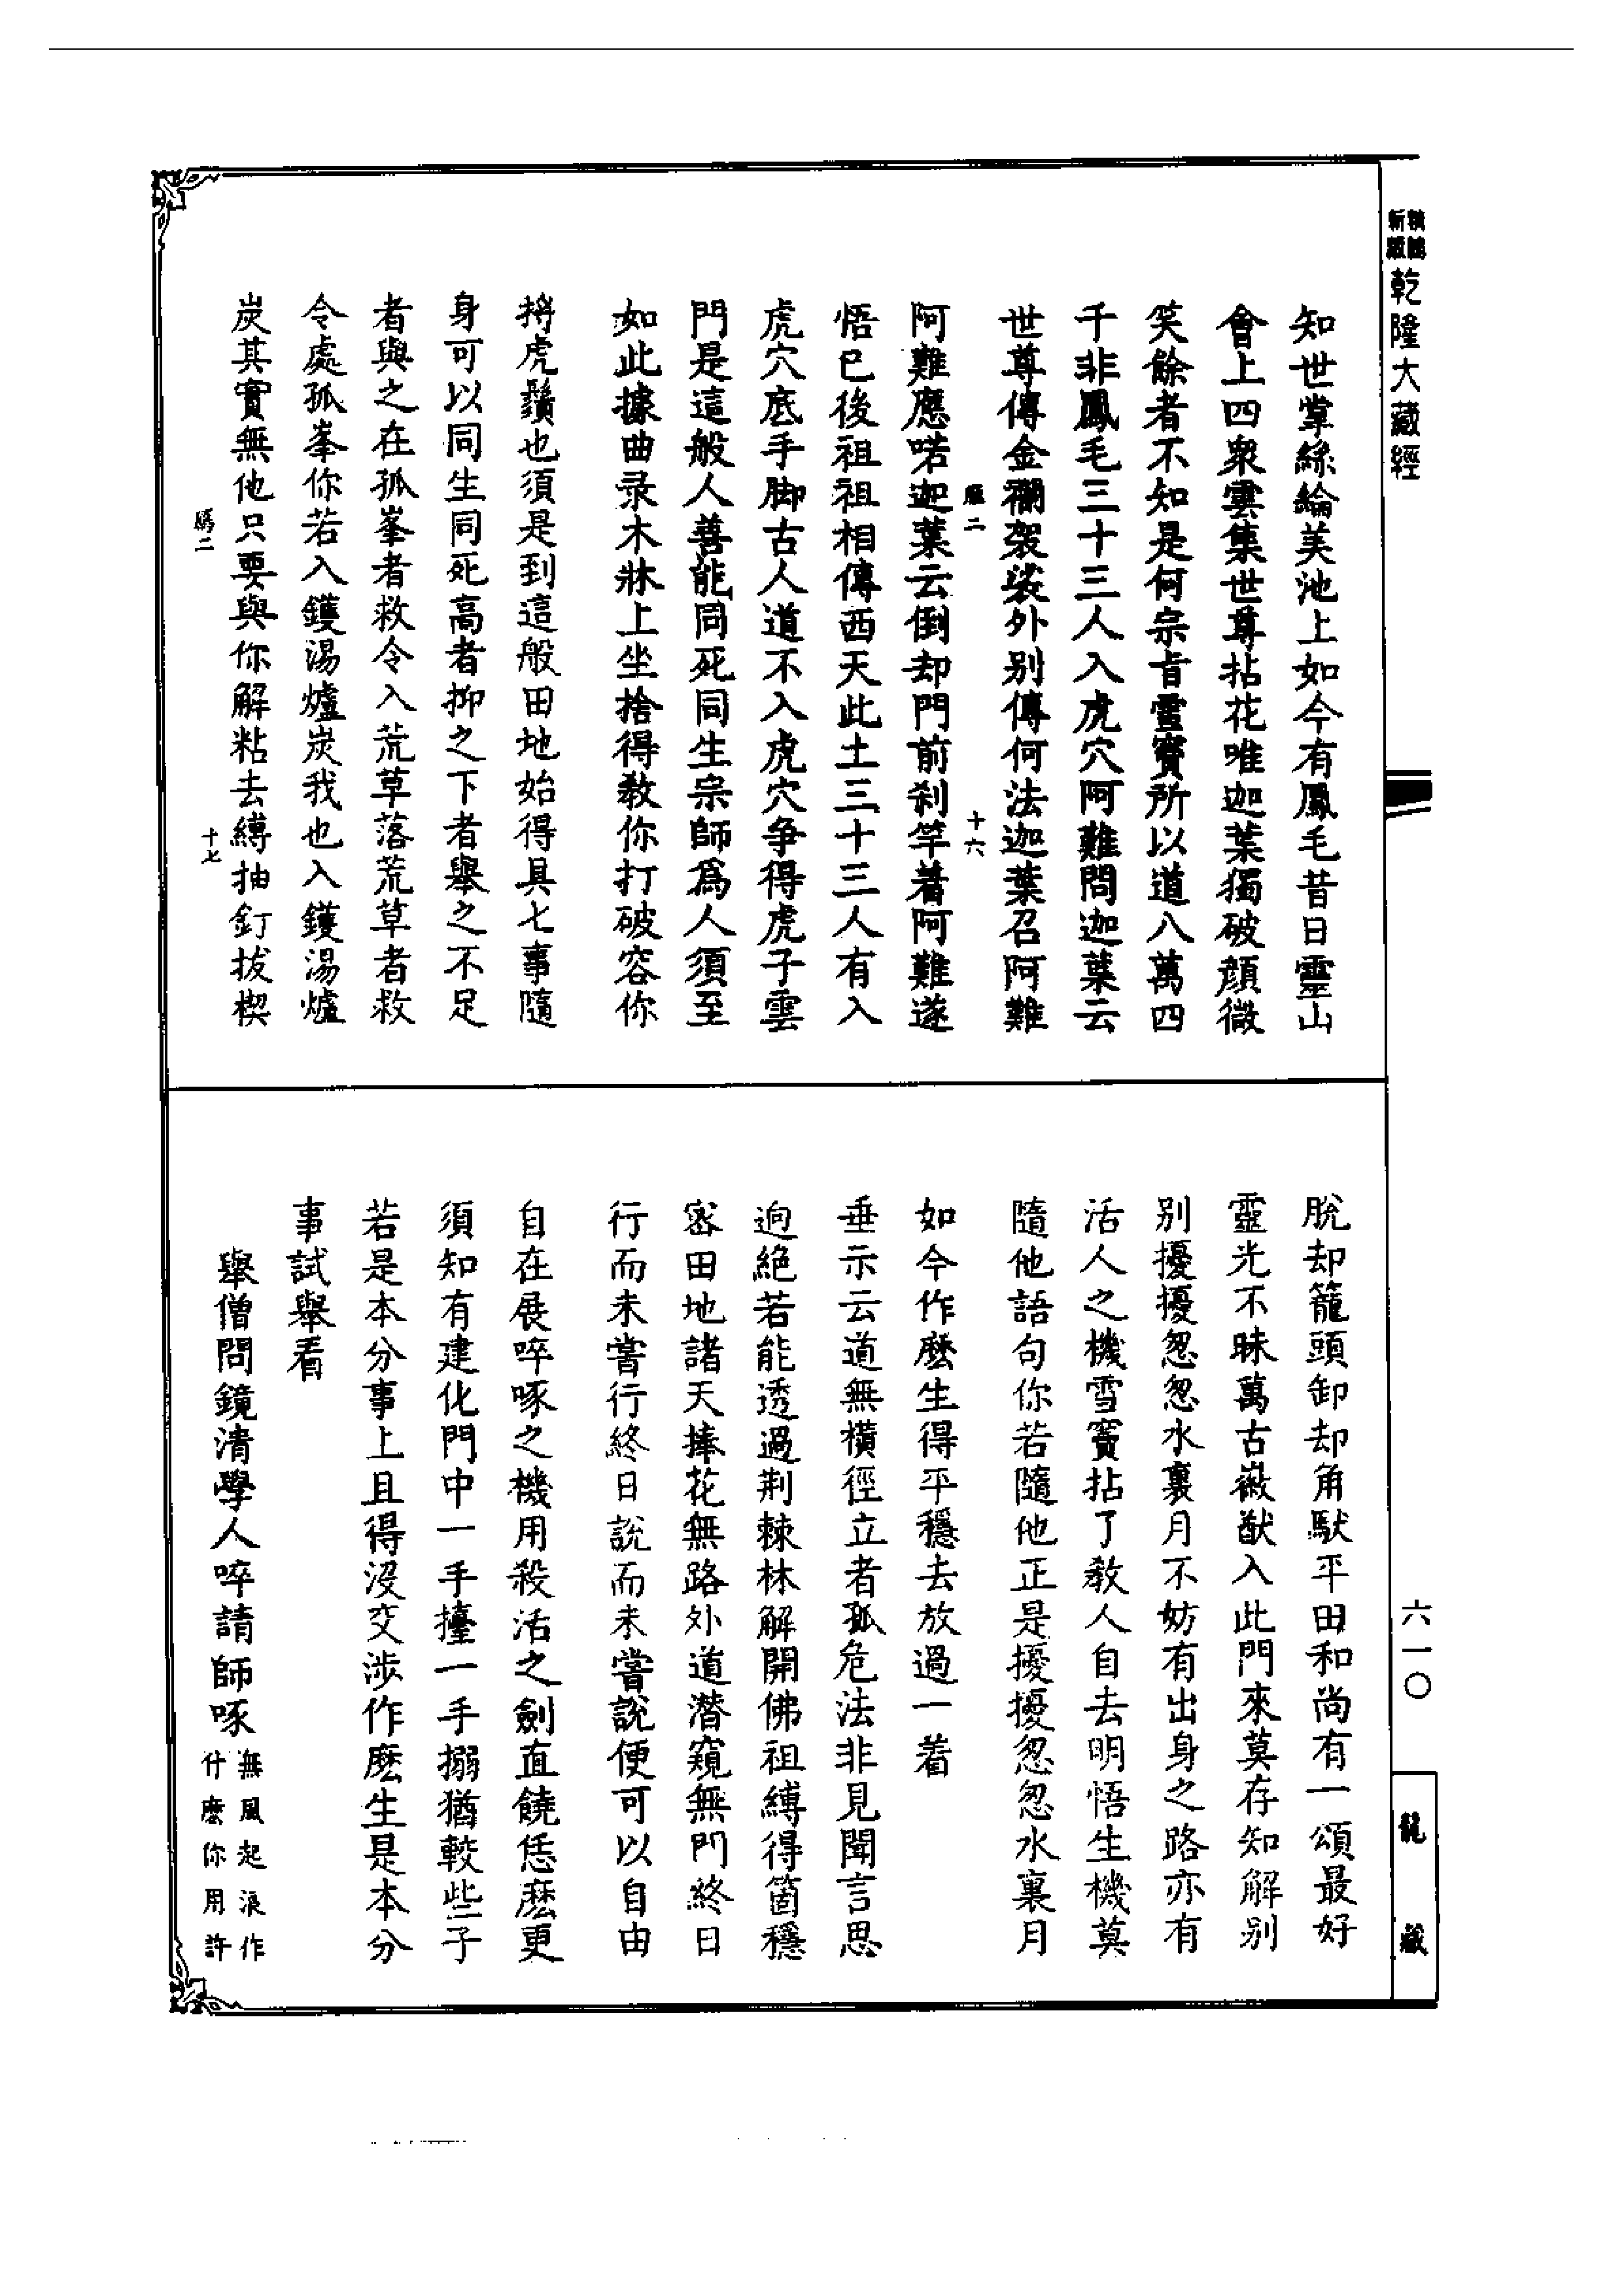 乾隆大藏經
知世掌絲綸美池上如今有鳳毛昔日靈山
會上四衆雲集世尊拈花唯迦葉獨破顏微
笑餘者不知是何宗旨雪竇所以道八萬四
千非鳳毛三十三人入虎穴阿難問迦葉云
世尊傳金襴袈裟外別傳何法迦葉召阿難
二 十六
阿難應喏迦葉云倒却門前刹竿着阿難遂
悟已後祖祖相傳西天此土三十三人有入
虎穴底手脚古人道不入虎穴爭得虎子雲
門是這般人善能同死同生宗師爲人須至
如此據曲录木牀上坐捨得教你打破容你
捋虎鬚也須是到這般田地始得具七事隨
身可以同生同死高者抑之下者舉之不足
者與之在孤峯者救令入荒草落荒草者救
令處孤峯你若入鑊湯爐炭我也入鑊湯爐
炭其實無他只要與你解粘去縛抽釘拔楔
二 十七
脫却籠頭卸却角馱平田和尚有一頌最好
靈光不昧萬古徽猷入此門來莫存知解別
別擾擾忽忽水裏月不妨有出身之路亦有
活人之機雪竇拈了教人自去明悟生機莫
隨他語句你若隨他正是擾擾忽忽水裏月
如今作麽生得平穩去放過一着
垂示云道無橫徑立者孤危法非見聞言思
逈絕若能透過荆棘林解開佛祖縛得箇穩
密田地諸天捧花無路外道潛窺無門終日
行而未嘗行終日說而未嘗說便可以自由
自在展啐啄之機用殺活之劍直饒恁麽更
須知有建化門中一手擡一手搦猶較些子
若是本分事上且得沒交涉作麽生是本分
事試舉看
舉僧問鏡清學人啐請師啄
無風起浪作
什麽你用許
六一〇
龍藏